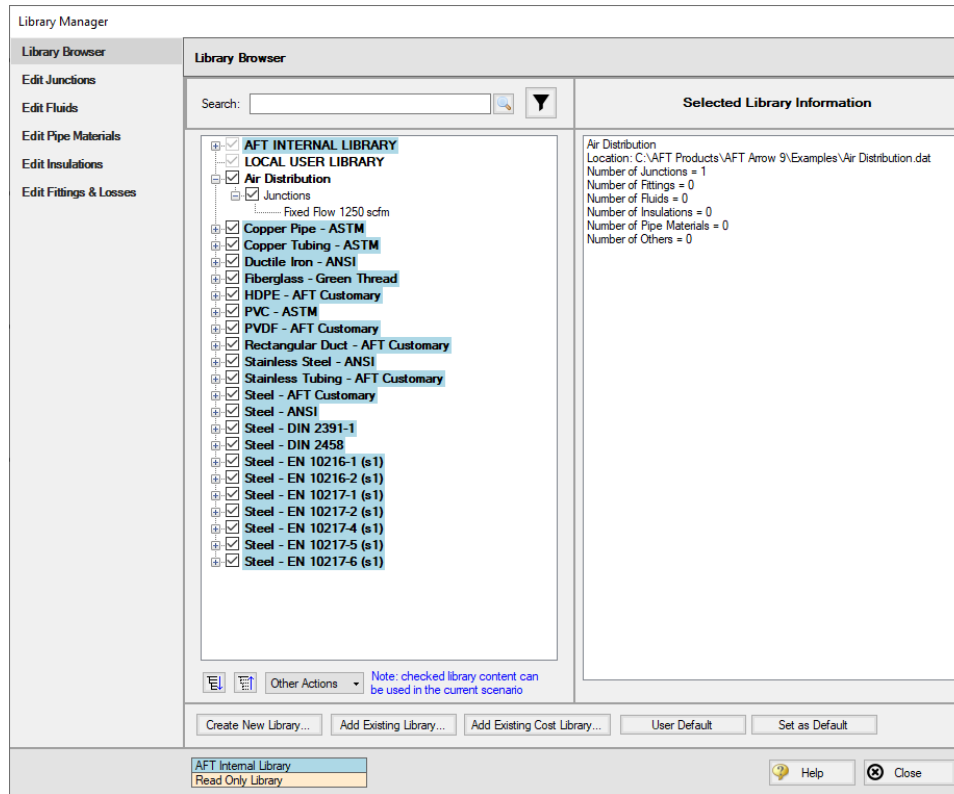 Library Manager
Library Browser
Edit Junctions
Edit Fluids
Edit Pipe Materials
Edit Insulations
Edit Fittings & Losses
Library Browser
Search:
AFT INTERNAL LIBRARY
LOCAL USER LIBRARY
Air Distribution
Junctions
Fixed Flow 1250 scfm
Copper Pipe - ASTM
Copper Tubing - ASTM
Ductile Iron - ANSI
Fiberglass - Green Thread
HDPE - AFT Customary
PVC - ASTM
PVDF - AFT Customary
Rectangular Duct - AFT Customary
Stainless Steel - ANSI
Stainless Tubing - AFT Customary
Steel - AFT Customary
Steel - ANSI
Steel - DIN 2391-1
Steel - DIN 2458
Steel - EN 10216-1 (s1)
Steel - EN 10216-2 (s1)
Steel - EN 10217-1 (s1)
Steel - EN 10217-2 (s1)
Steel - EN 10217-4 (s1)
Steel - EN 10217-5 (s1)
Steel - EN 10217-6 (s1)
Other Actions
Note: checked library content can
be used in the current scenario
Selected Library Information
Air Distribution
Location: C:\AFT Products\AFT Arrow 9\Examples\Air Distribution.dat
Number of Junctions = 1
Number of Fittings = 0
Number of Fluids = 0
Number of Insulations = 0
Number of Pipe Materials = 0
Number of Others = 0
Create New Library...
Add Existing Library...
Add Existing Cost Library...
User Default
Set as Default
AFT Internal Library
Read Only Library
Help
Close